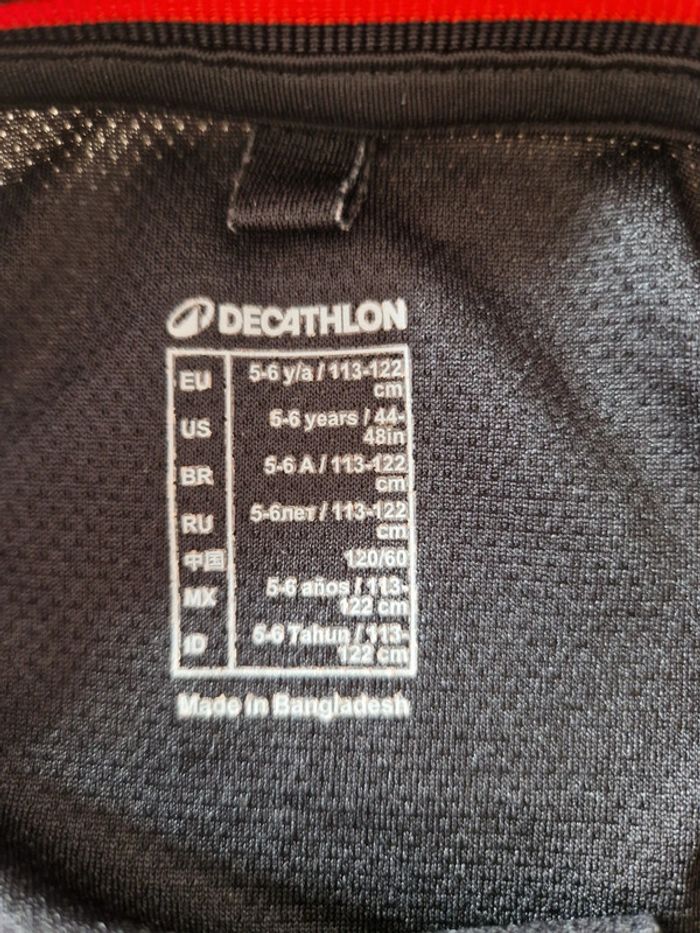 DECATHLON
EU 5-6 y/a / 113-122
cm
US 5-6 years / 44-
48in
BR 5-6 A / 113-122
cm
RU 5-6лет / 113-122
cm
中国 120/60
MX 5-6 años / 113-
122 cm
ID 5-6 Tahun / 113-
122 cm
Made in Bangladesh